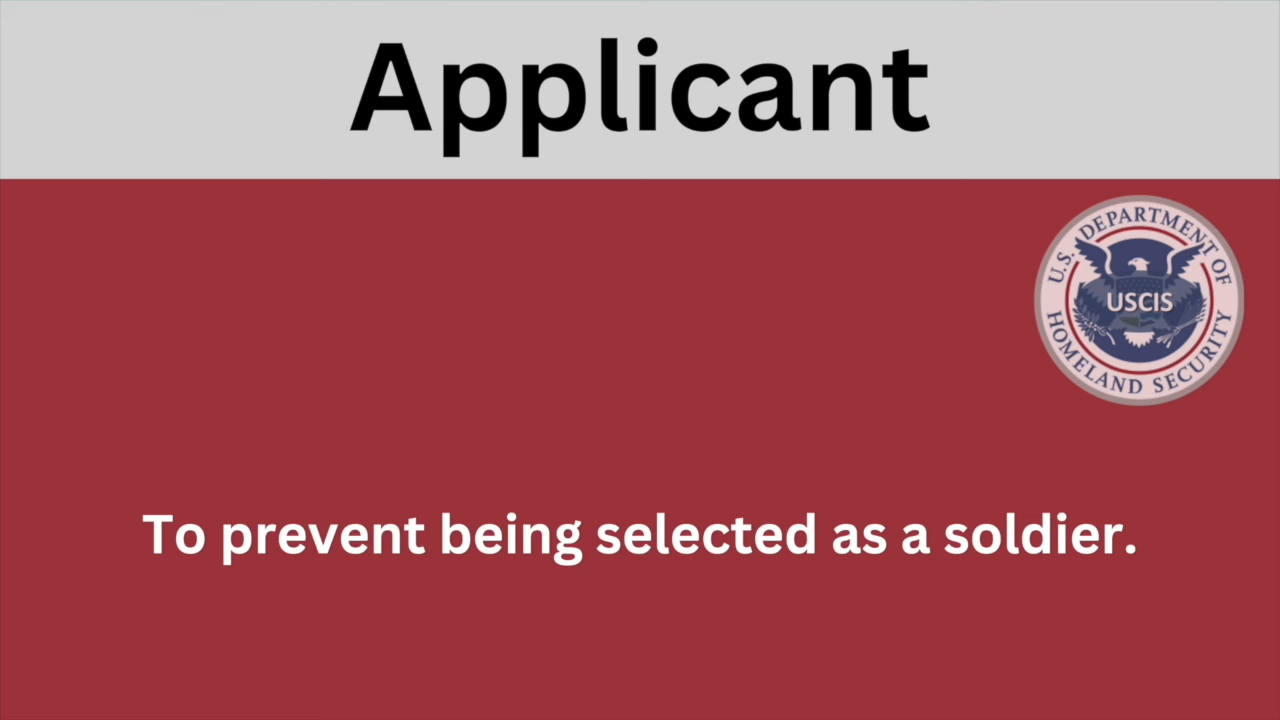 Applicant
U.S. DEPARTMENT OF
USCIS
HOMELAND SECURITY
To prevent being selected as a soldier.